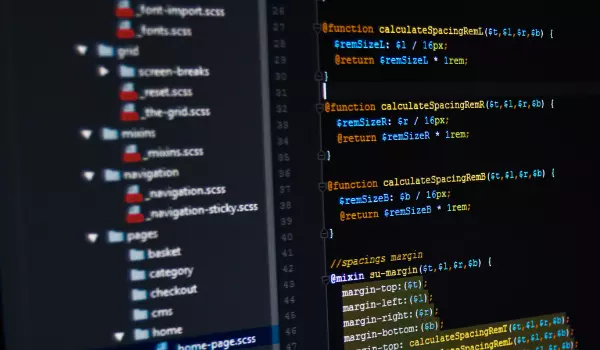 _font-import.scss
_fonts.scss
grid
screen-breaks
_reset.scss
_the-grid.scss
mixins
_mixins.scss
navigation
_navigation.scss
_navigation-sticky.scss
pages
basket
category
checkout
cms
home
home-page.scss
26
27
28
29
30
31
32
33
34
35
36
37
38
39
40
41
42
43
44
45
46
47
@function calculateSpacingRemL($t,$l,$r,$b) {
$remSizeL: $l / 16px;
@return $remSizeL * 1rem;
}
@function calculateSpacingRemR($t,$l,$r,$b) {
$remSizeR: $r / 16px;
@return $remSizeR * 1rem;
}
@function calculateSpacingRemB($t,$l,$r,$b) {
$remSizeB: $b / 16px;
@return $remSizeB * 1rem;
}
//spacings margin
@mixin su-margin($t,$l,$r,$b) {
margin-top:($t);
margin-left:($l);
margin-right:($r);
margin-bottom:($b);
margin-top: calculateSpacingRemT($t,$l,$r,$b);
calculateSpacingRemL($t,$l,$r,$b);